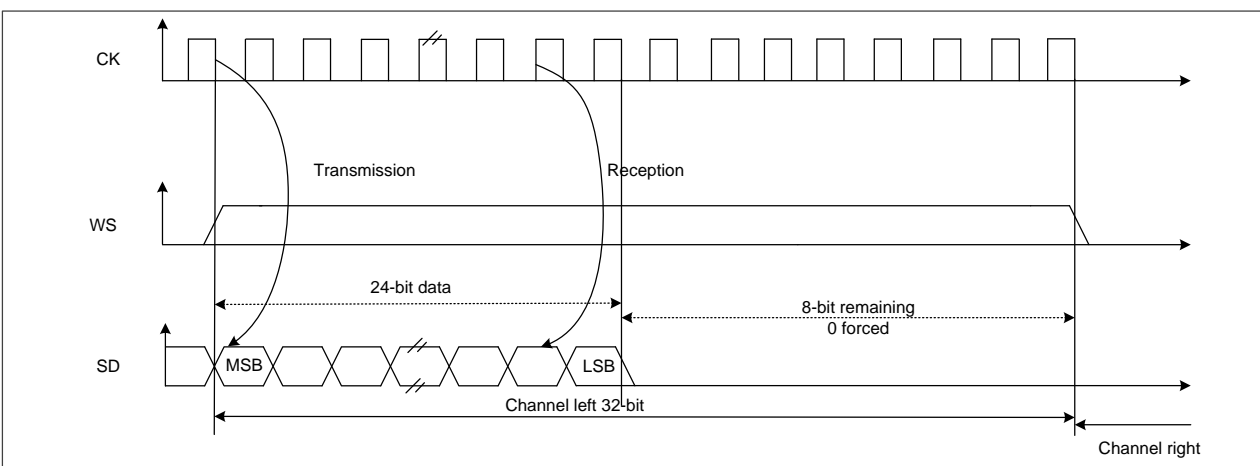 CK
Transmission
Reception
WS
24-bit data
8-bit remaining
0 forced
SD
MSB
LSB
Channel left 32-bit
Channel right